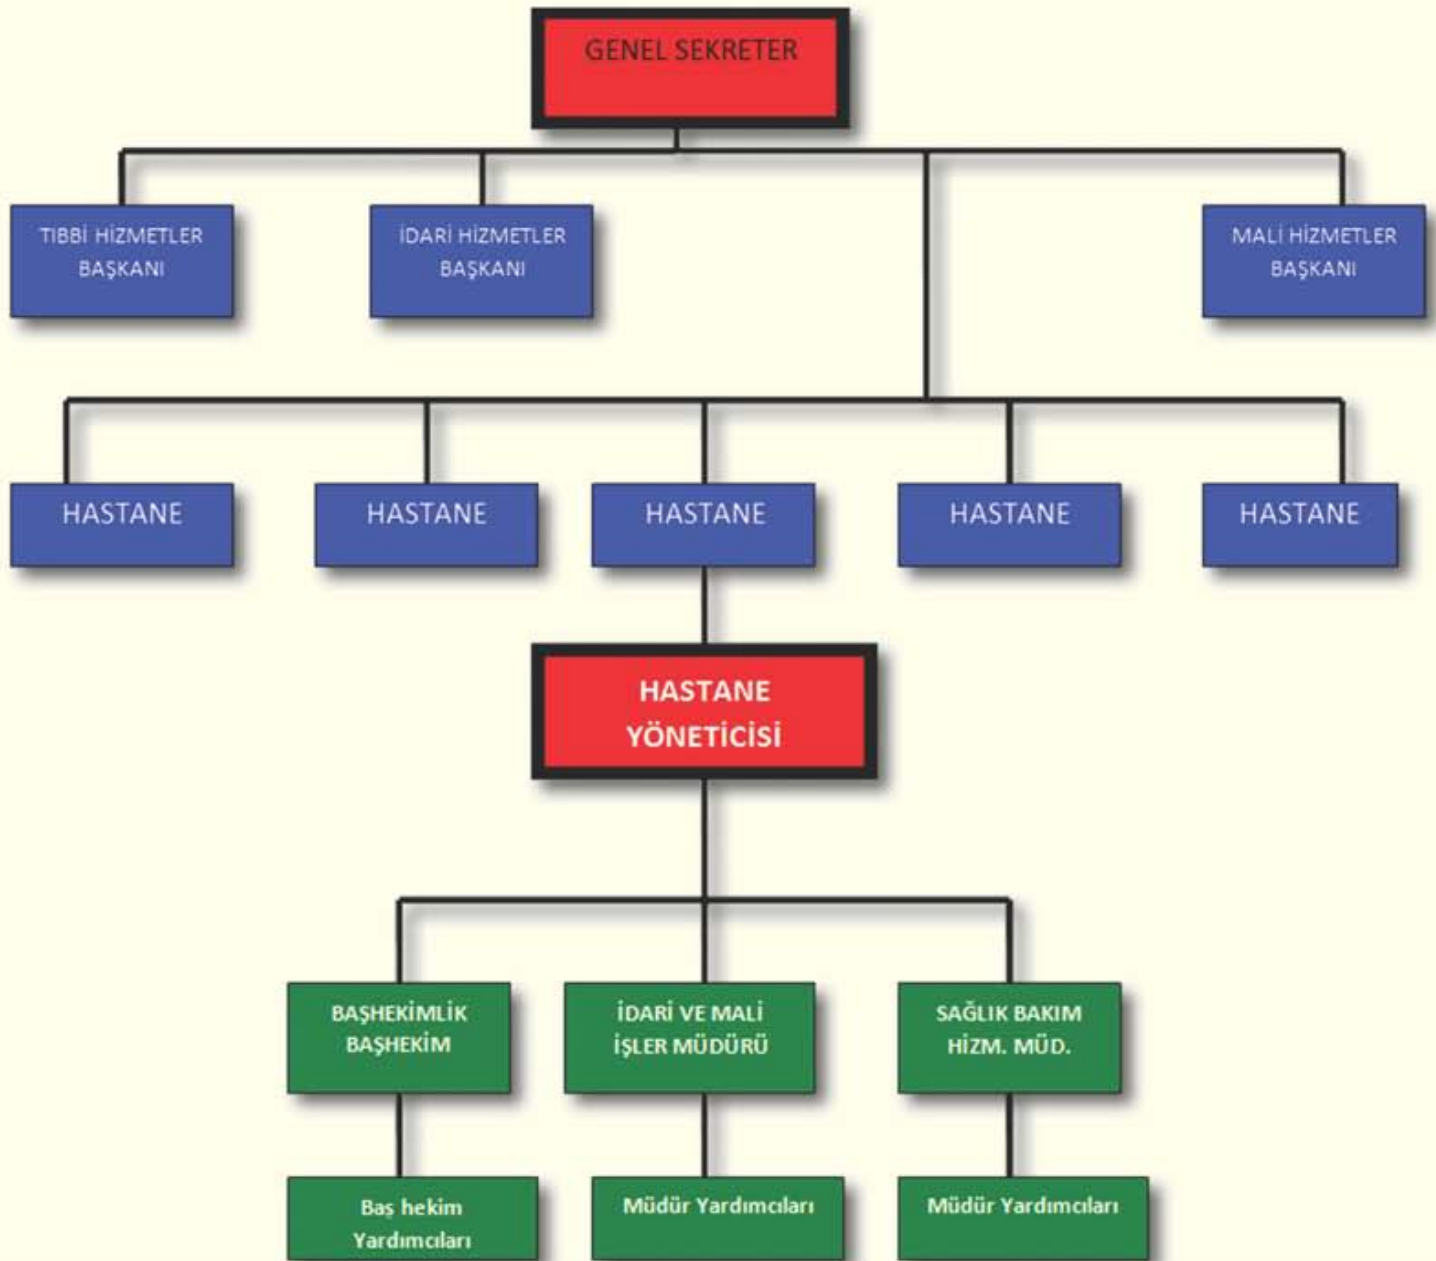 GENEL SEKRETER
TIBBİ HİZMETLER
BAŞKANI
İDARİ HİZMETLER
BAŞKANI
MALİ HİZMETLER
BAŞKANI
HASTANE
HASTANE
HASTANE
HASTANE
HASTANE
HASTANE
YÖNETİCİSİ
BAŞHEKİMLİK
BAŞHEKİM
İDARİ VE MALİ
İŞLER MÜDÜRÜ
SAĞLIK BAKIM
HİZM. MÜD.
Baş hekim
Yardımcıları
Müdür Yardımcıları
Müdür Yardımcıları